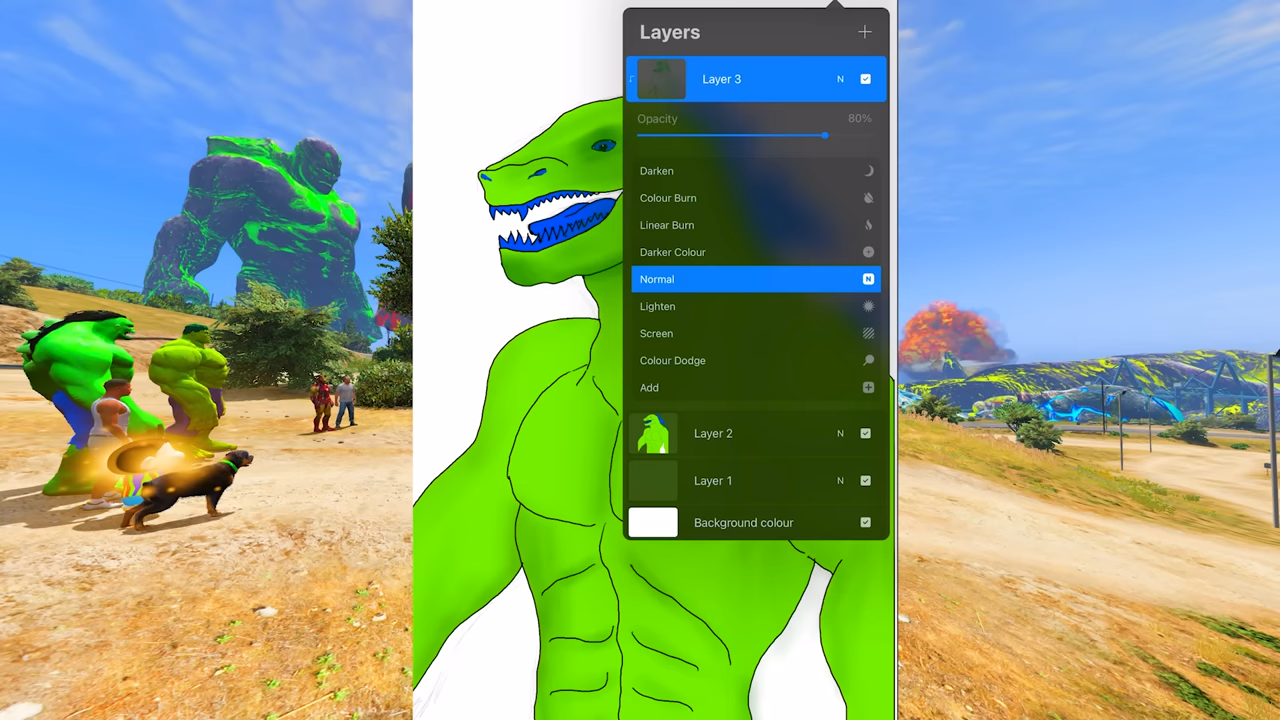 Layers
Layer 3 N
Opacity 80%
Darken
Colour Burn
Linear Burn
Darker Colour
Normal N
Lighten
Screen
Colour Dodge
Add
Layer 2 N
Layer 1 N
Background colour